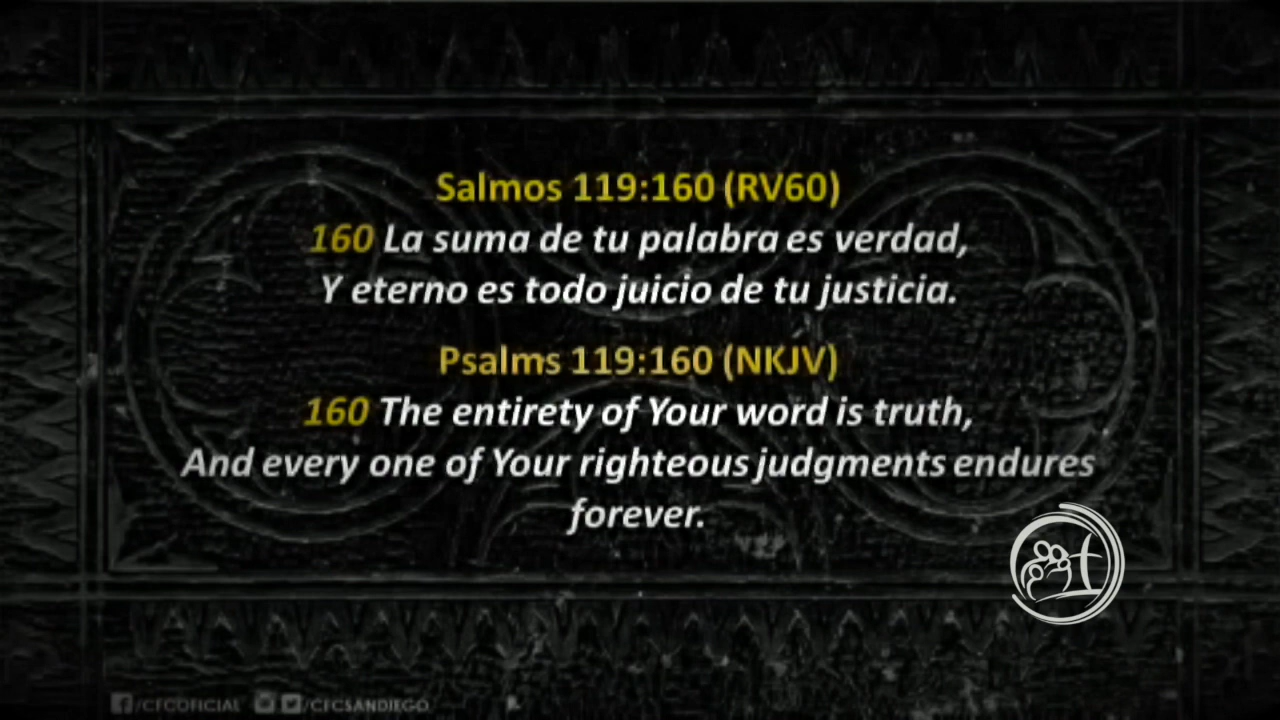 Salmos 119:160 (RV60)
160 La suma de tu palabra es verdad,
Y eterno es todo juicio de tu justicia.
Psalms 119:160 (NKJV)
160 The entirety of Your word is truth,
And every one of Your righteous judgments endures
forever.
/CFCOFICIAL /CFCSANDIEGO